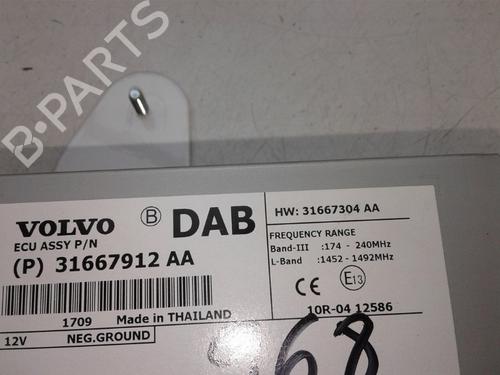 B-PARTS
VOLVO B DAB
ECU ASSY P/N
(P) 31667912 AA
1709 Made in THAILAND
12V NEG.GROUND
HW: 31667304 AA
FREQUENCY RANGE
Band-III :174 - 240MHz
L-Band :1452 - 1492MHz
CE E13
10R-04 12586
68